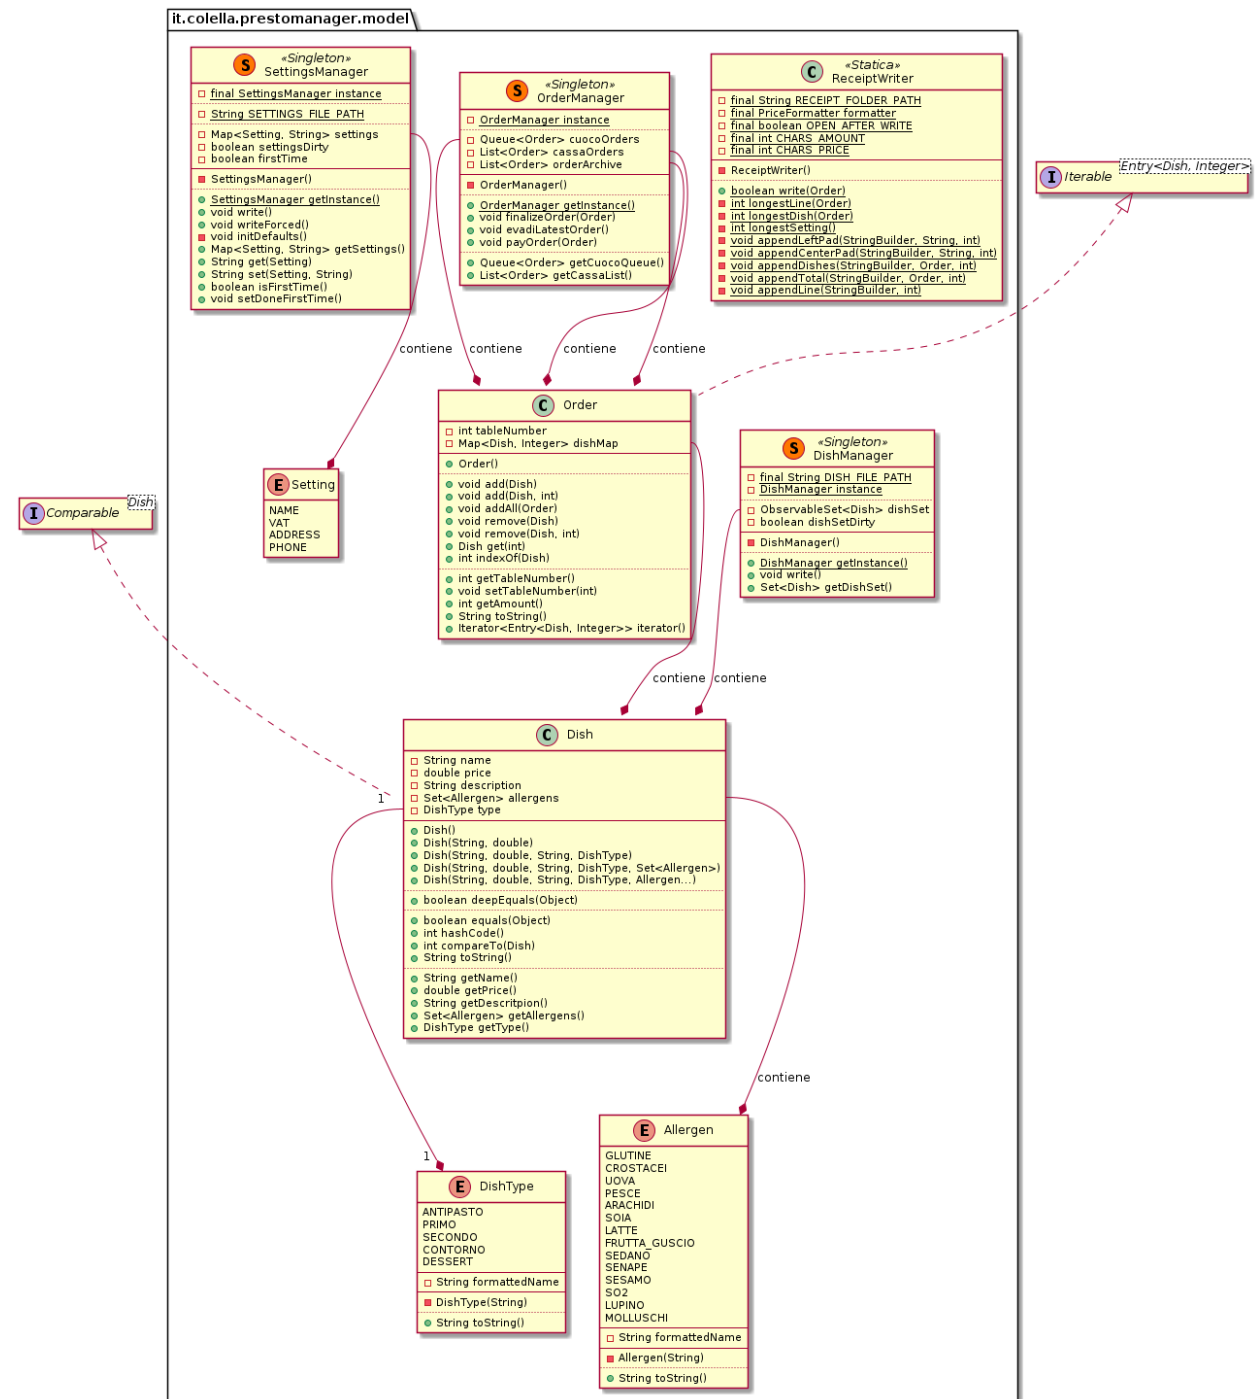 it.colella.prestomanager.model
«Singleton»
SettingsManager
final SettingsManager instance
String SETTINGS_FILE_PATH
Map<Setting, String> settings
boolean settingsDirty
boolean firstTime
SettingsManager()
SettingsManager getInstance()
void write()
void writeForced()
void initDefaults()
Map<Setting, String> getSettings()
String get(Setting)
String set(Setting, String)
boolean isFirstTime()
void setDoneFirstTime()
«Singleton»
OrderManager
OrderManager instance
Queue<Order> cuocoOrders
List<Order> cassaOrders
List<Order> orderArchive
OrderManager()
OrderManager getInstance()
void finalizeOrder(Order)
void evadiLatestOrder()
void payOrder(Order)
Queue<Order> getCuocoQueue()
List<Order> getCassaList()
«Statica»
ReceiptWriter
final String RECEIPT_FOLDER_PATH
final PriceFormatter formatter
final boolean OPEN_AFTER_WRITE
final int CHARS_AMOUNT
final int CHARS_PRICE
ReceiptWriter()
boolean write(Order)
int longestLine(Order)
int longestDish(Order)
int longestSetting()
void appendLeftPad(StringBuilder, String, int)
void appendCenterPad(StringBuilder, String, int)
void appendDishes(StringBuilder, Order, int)
void appendTotal(StringBuilder, Order, int)
void appendLine(StringBuilder, int)
Entry<Dish, Integer>
Iterable
contiene
contiene
contiene
contiene
Order
int tableNumber
Map<Dish, Integer> dishMap
Order()
void add(Dish)
void add(Dish, int)
void addAll(Order)
void remove(Dish)
void remove(Dish, int)
Dish get(int)
int indexOf(Dish)
int getTableNumber()
void setTableNumber(int)
int getAmount()
String toString()
Iterator<Entry<Dish, Integer>> iterator()
«Singleton»
DishManager
final String DISH_FILE_PATH
DishManager instance
ObservableSet<Dish> dishSet
boolean dishSetDirty
DishManager()
DishManager getInstance()
void write()
Set<Dish> getDishSet()
Setting
NAME
VAT
ADDRESS
PHONE
Dish
Comparable
contiene
contiene
Dish
String name
double price
String description
Set<Allergen> allergens
DishType type
Dish()
Dish(String, double)
Dish(String, double, String, DishType)
Dish(String, double, String, DishType, Set<Allergen>)
Dish(String, double, String, DishType, Allergen...)
boolean deepEquals(Object)
boolean equals(Object)
int hashCode()
int compareTo(Dish)
String toString()
String getName()
double getPrice()
String getDescritpion()
Set<Allergen> getAllergens()
DishType getType()
1
contiene
1
DishType
ANTIPASTO
PRIMO
SECONDO
CONTORNO
DESSERT
String formattedName
DishType(String)
String toString()
Allergen
GLUTINE
CROSTACEI
UOVA
PESCE
ARACHIDI
SOIA
LATTE
FRUTTA_GUSCIO
SEDANO
SENAPE
SESAMO
SO2
LUPINO
MOLLUSCHI
String formattedName
Allergen(String)
String toString()